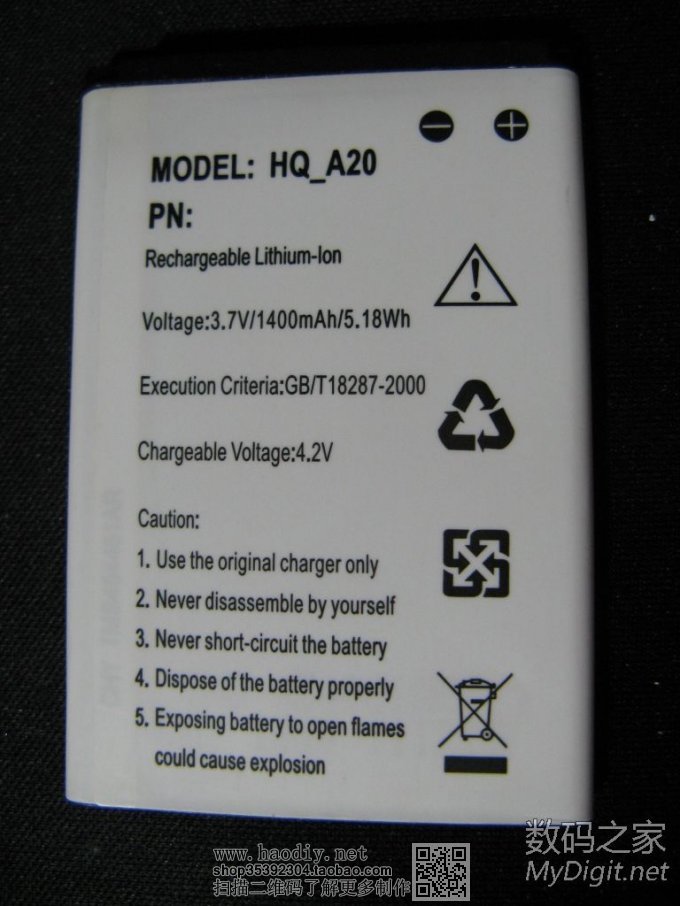 MODEL: HQ_A20
PN:
Rechargeable Lithium-Ion
Voltage:3.7V/1400mAh/5.18Wh
Execution Criteria:GB/T18287-2000
Chargeable Voltage:4.2V
Caution:
1. Use the original charger only
2. Never disassemble by yourself
3. Never short-circuit the battery
4. Dispose of the battery properly
5. Exposing battery to open flames
could cause explosion
数码之家
MyDigit.net
www.haodiy.net
shop35392304.taobao.com
扫描二维码了解更多制作